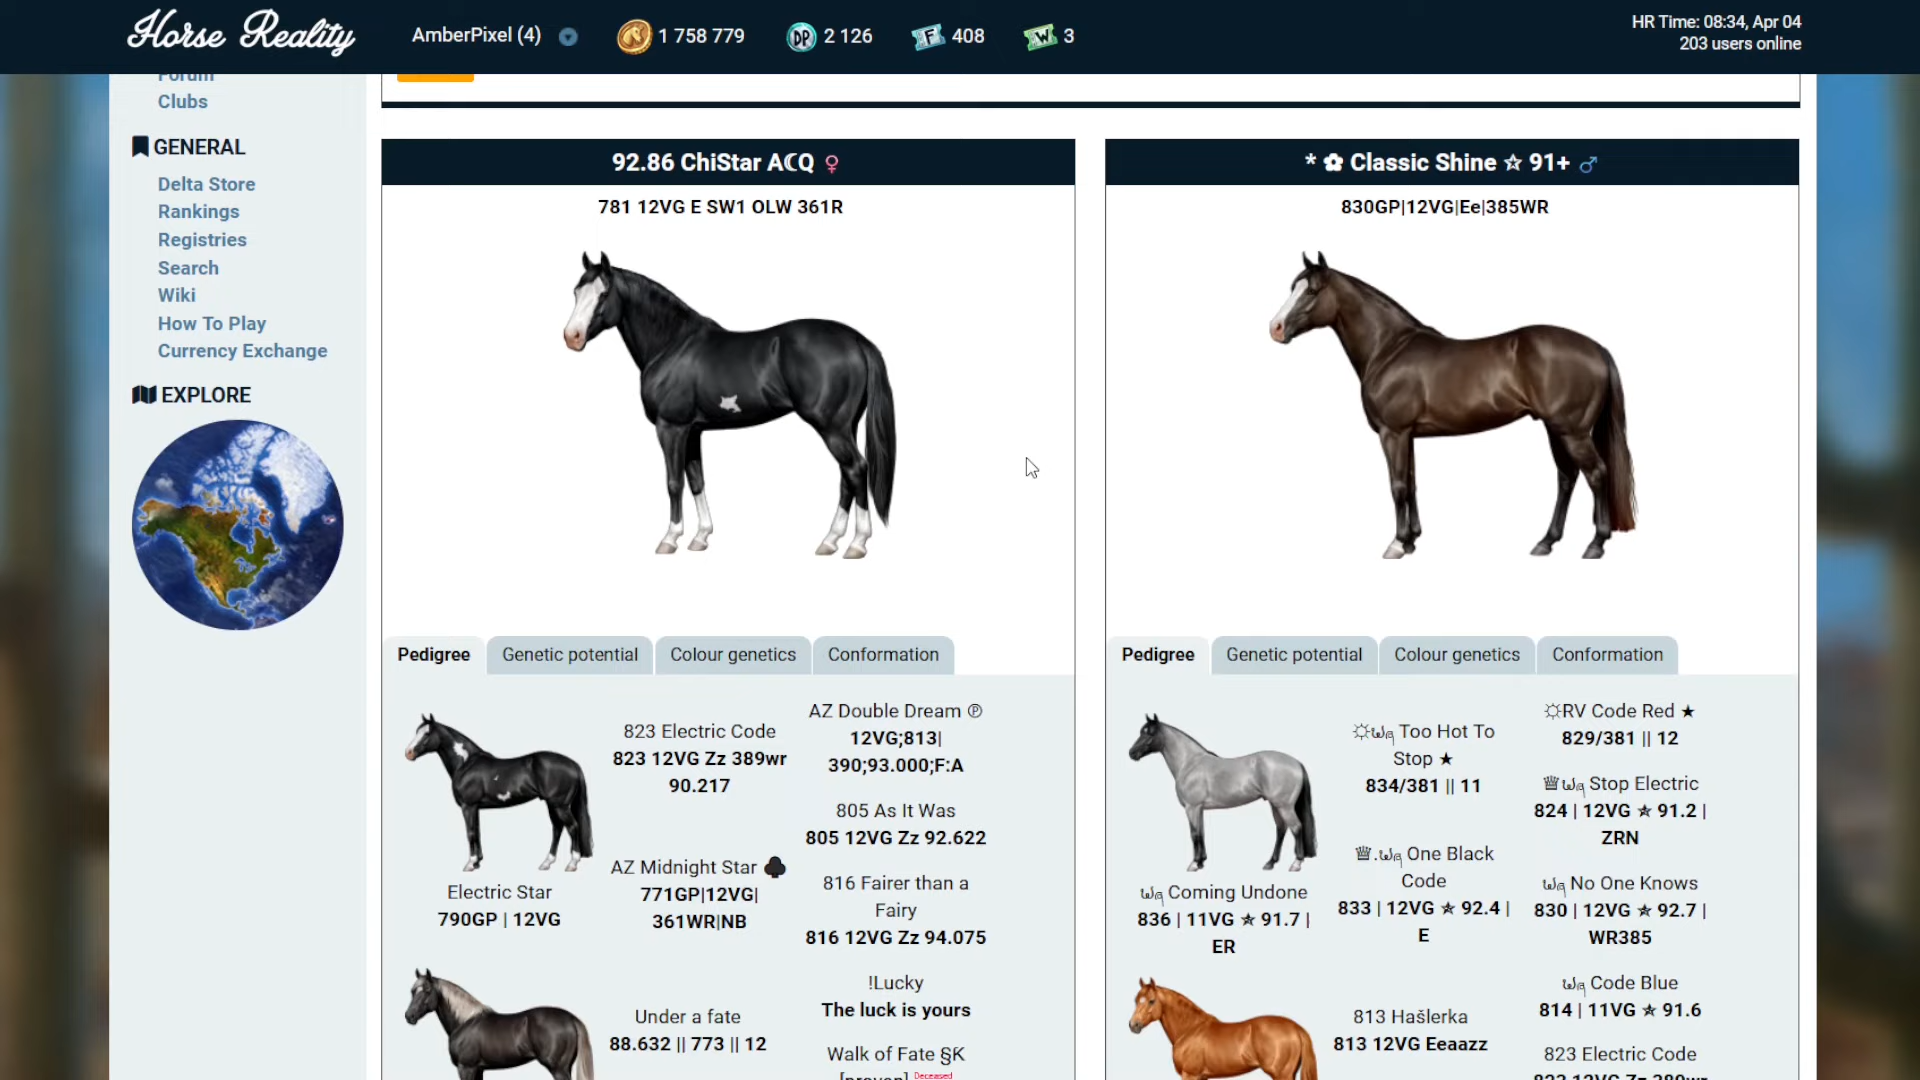 Horse Reality
AmberPixel (4)
1 758 779
DP
2 126
F
408
W
3
HR Time: 08:34, Apr 04
203 users online
Forum
Clubs
GENERAL
Delta Store
Rankings
Registries
Search
Wiki
How To Play
Currency Exchange
EXPLORE
92.86 ChiStar A☾Q ♀
781 12VG E SW1 OLW 361R
Pedigree
Genetic potential
Colour genetics
Conformation
Electric Star
790GP | 12VG
823 Electric Code
823 12VG Zz 389wr
90.217
AZ Midnight Star ♣
771GP|12VG|
361WR|NB
Under a fate
88.632 || 773 || 12
AZ Double Dream ℗
12VG;813|
390;93.000;F:A
805 As It Was
805 12VG Zz 92.622
816 Fairer than a
Fairy
816 12VG Zz 94.075
!Lucky
The luck is yours
Walk of Fate §Ƙ
[proven] Deceased
* ✿ Classic Shine ✫ 91+ ♂
830GP|12VG|Ee|385WR
Pedigree
Genetic potential
Colour genetics
Conformation
Coming Undone
836 | 11VG ✯ 91.7 |
ER
Too Hot To
Stop ★
834/381 || 11
One Black
Code
833 | 12VG ✯ 92.4 |
E
813 Hašlerka
813 12VG Eeaazz
☼RV Code Red ★
829/381 || 12
Stop Electric
824 | 12VG ✯ 91.2 |
ZRN
No One Knows
830 | 12VG ✯ 92.7 |
WR385
Code Blue
814 | 11VG ✯ 91.6
823 Electric Code
823 12VG Zz 389wr